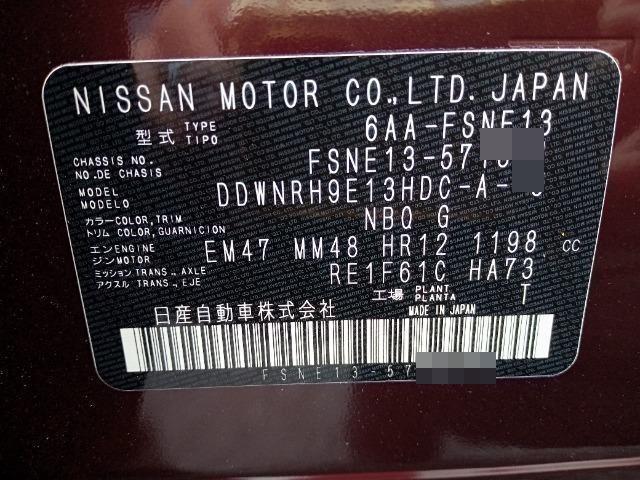 NISSAN MOTOR CO.,LTD. JAPAN
型式 TYPE TIPO 6AA-FSNE13
CHASSIS NO. NO.DE CHASIS FSNE13-57
MODEL MODELO DDWNRH9E13HDC-A-
カラー COLOR,TRIM トリム COLOR,GUARNICION NBQ G
エンジン ENGINE MOTOR EM47 MM48 HR12 1198 CC
ミッション TRANS., AXLE アクスル TRANS., EJE RE1F61C HA73
工場 PLANT PLANTA T
日産自動車株式会社 MADE IN JAPAN
FSNE13-57